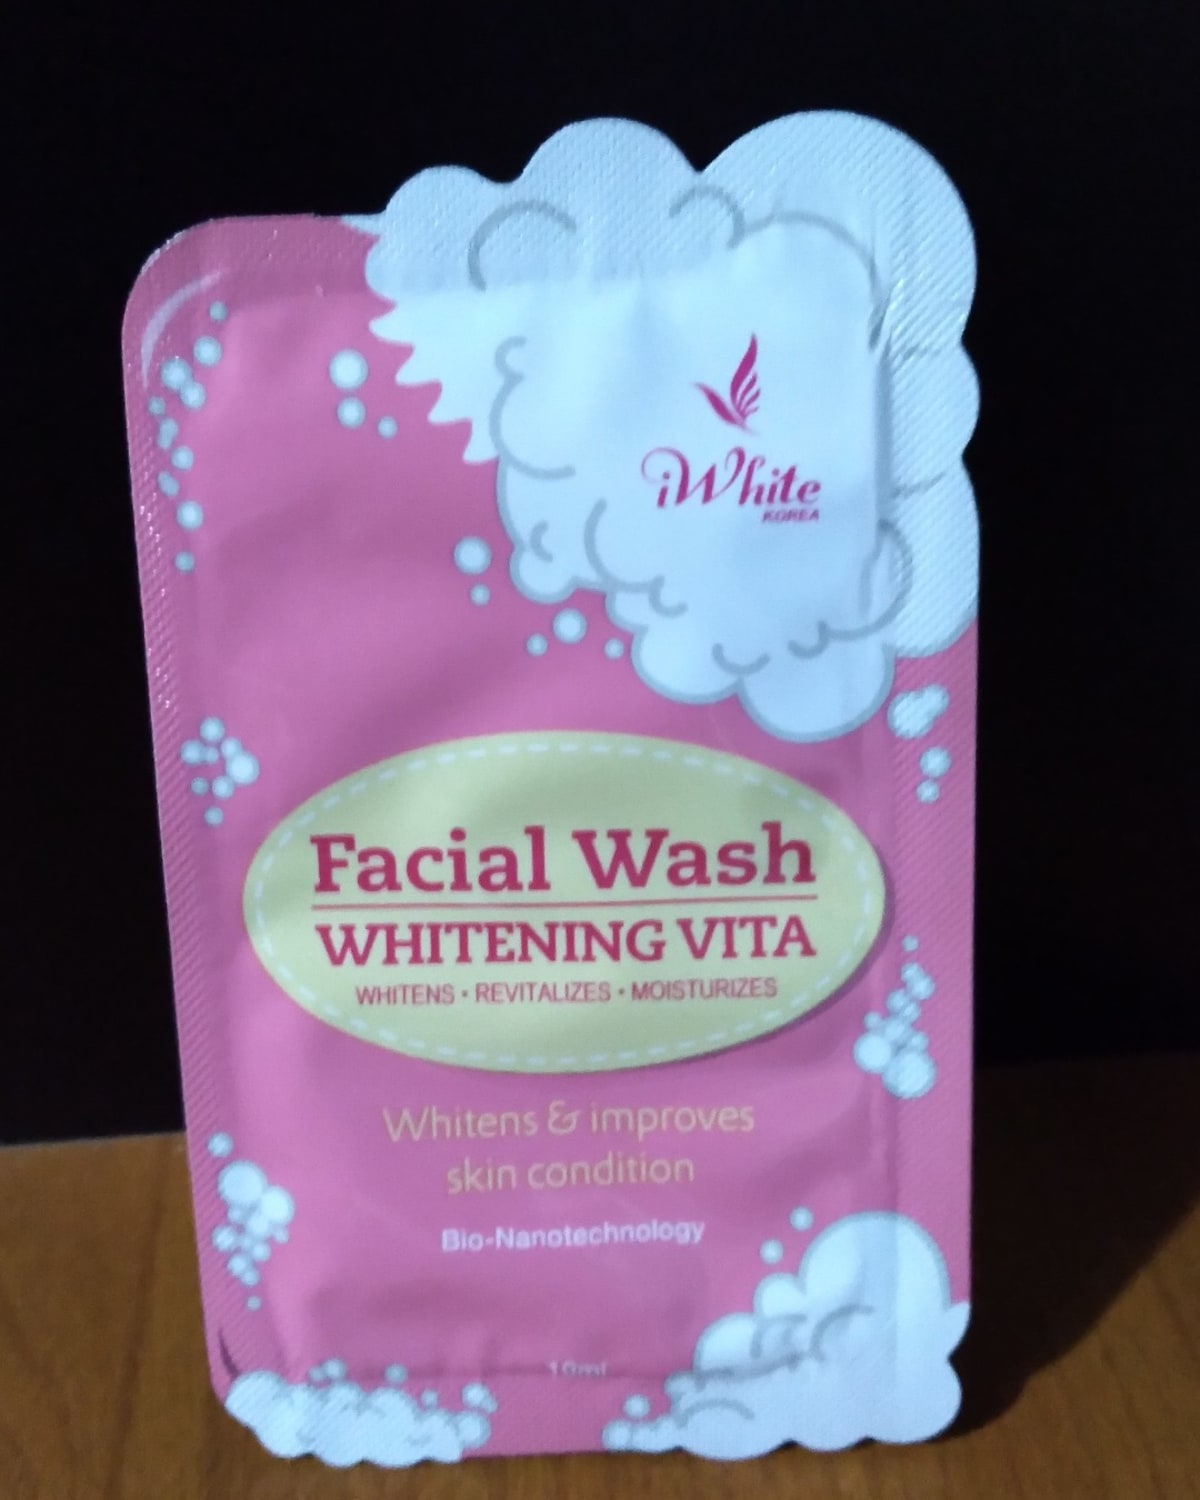 iWhite
KOREA
Facial Wash
WHITENING VITA
WHITENS • REVITALIZES • MOISTURIZES
Whitens & improves
skin condition
Bio-Nanotechnology